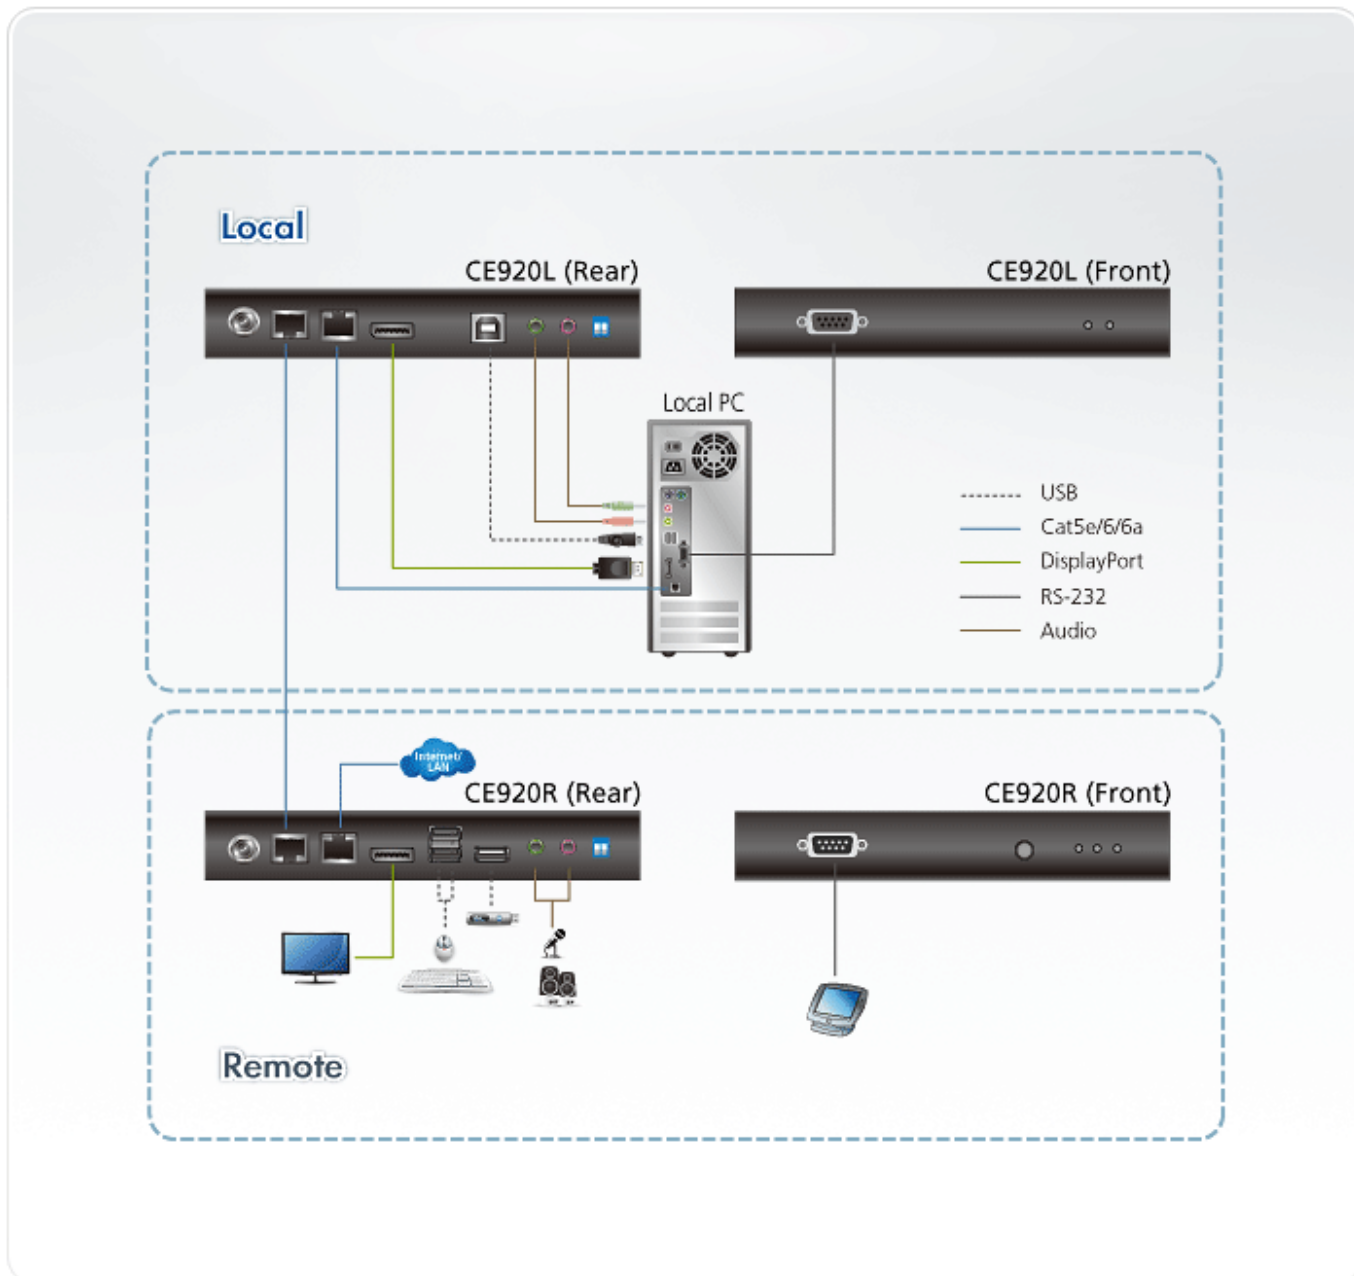 Local
CE920L (Rear)
CE920L (Front)
Local PC
USB
Cat5e/6/6a
DisplayPort
RS-232
Audio
Internet/
LAN
CE920R (Rear)
CE920R (Front)
Remote